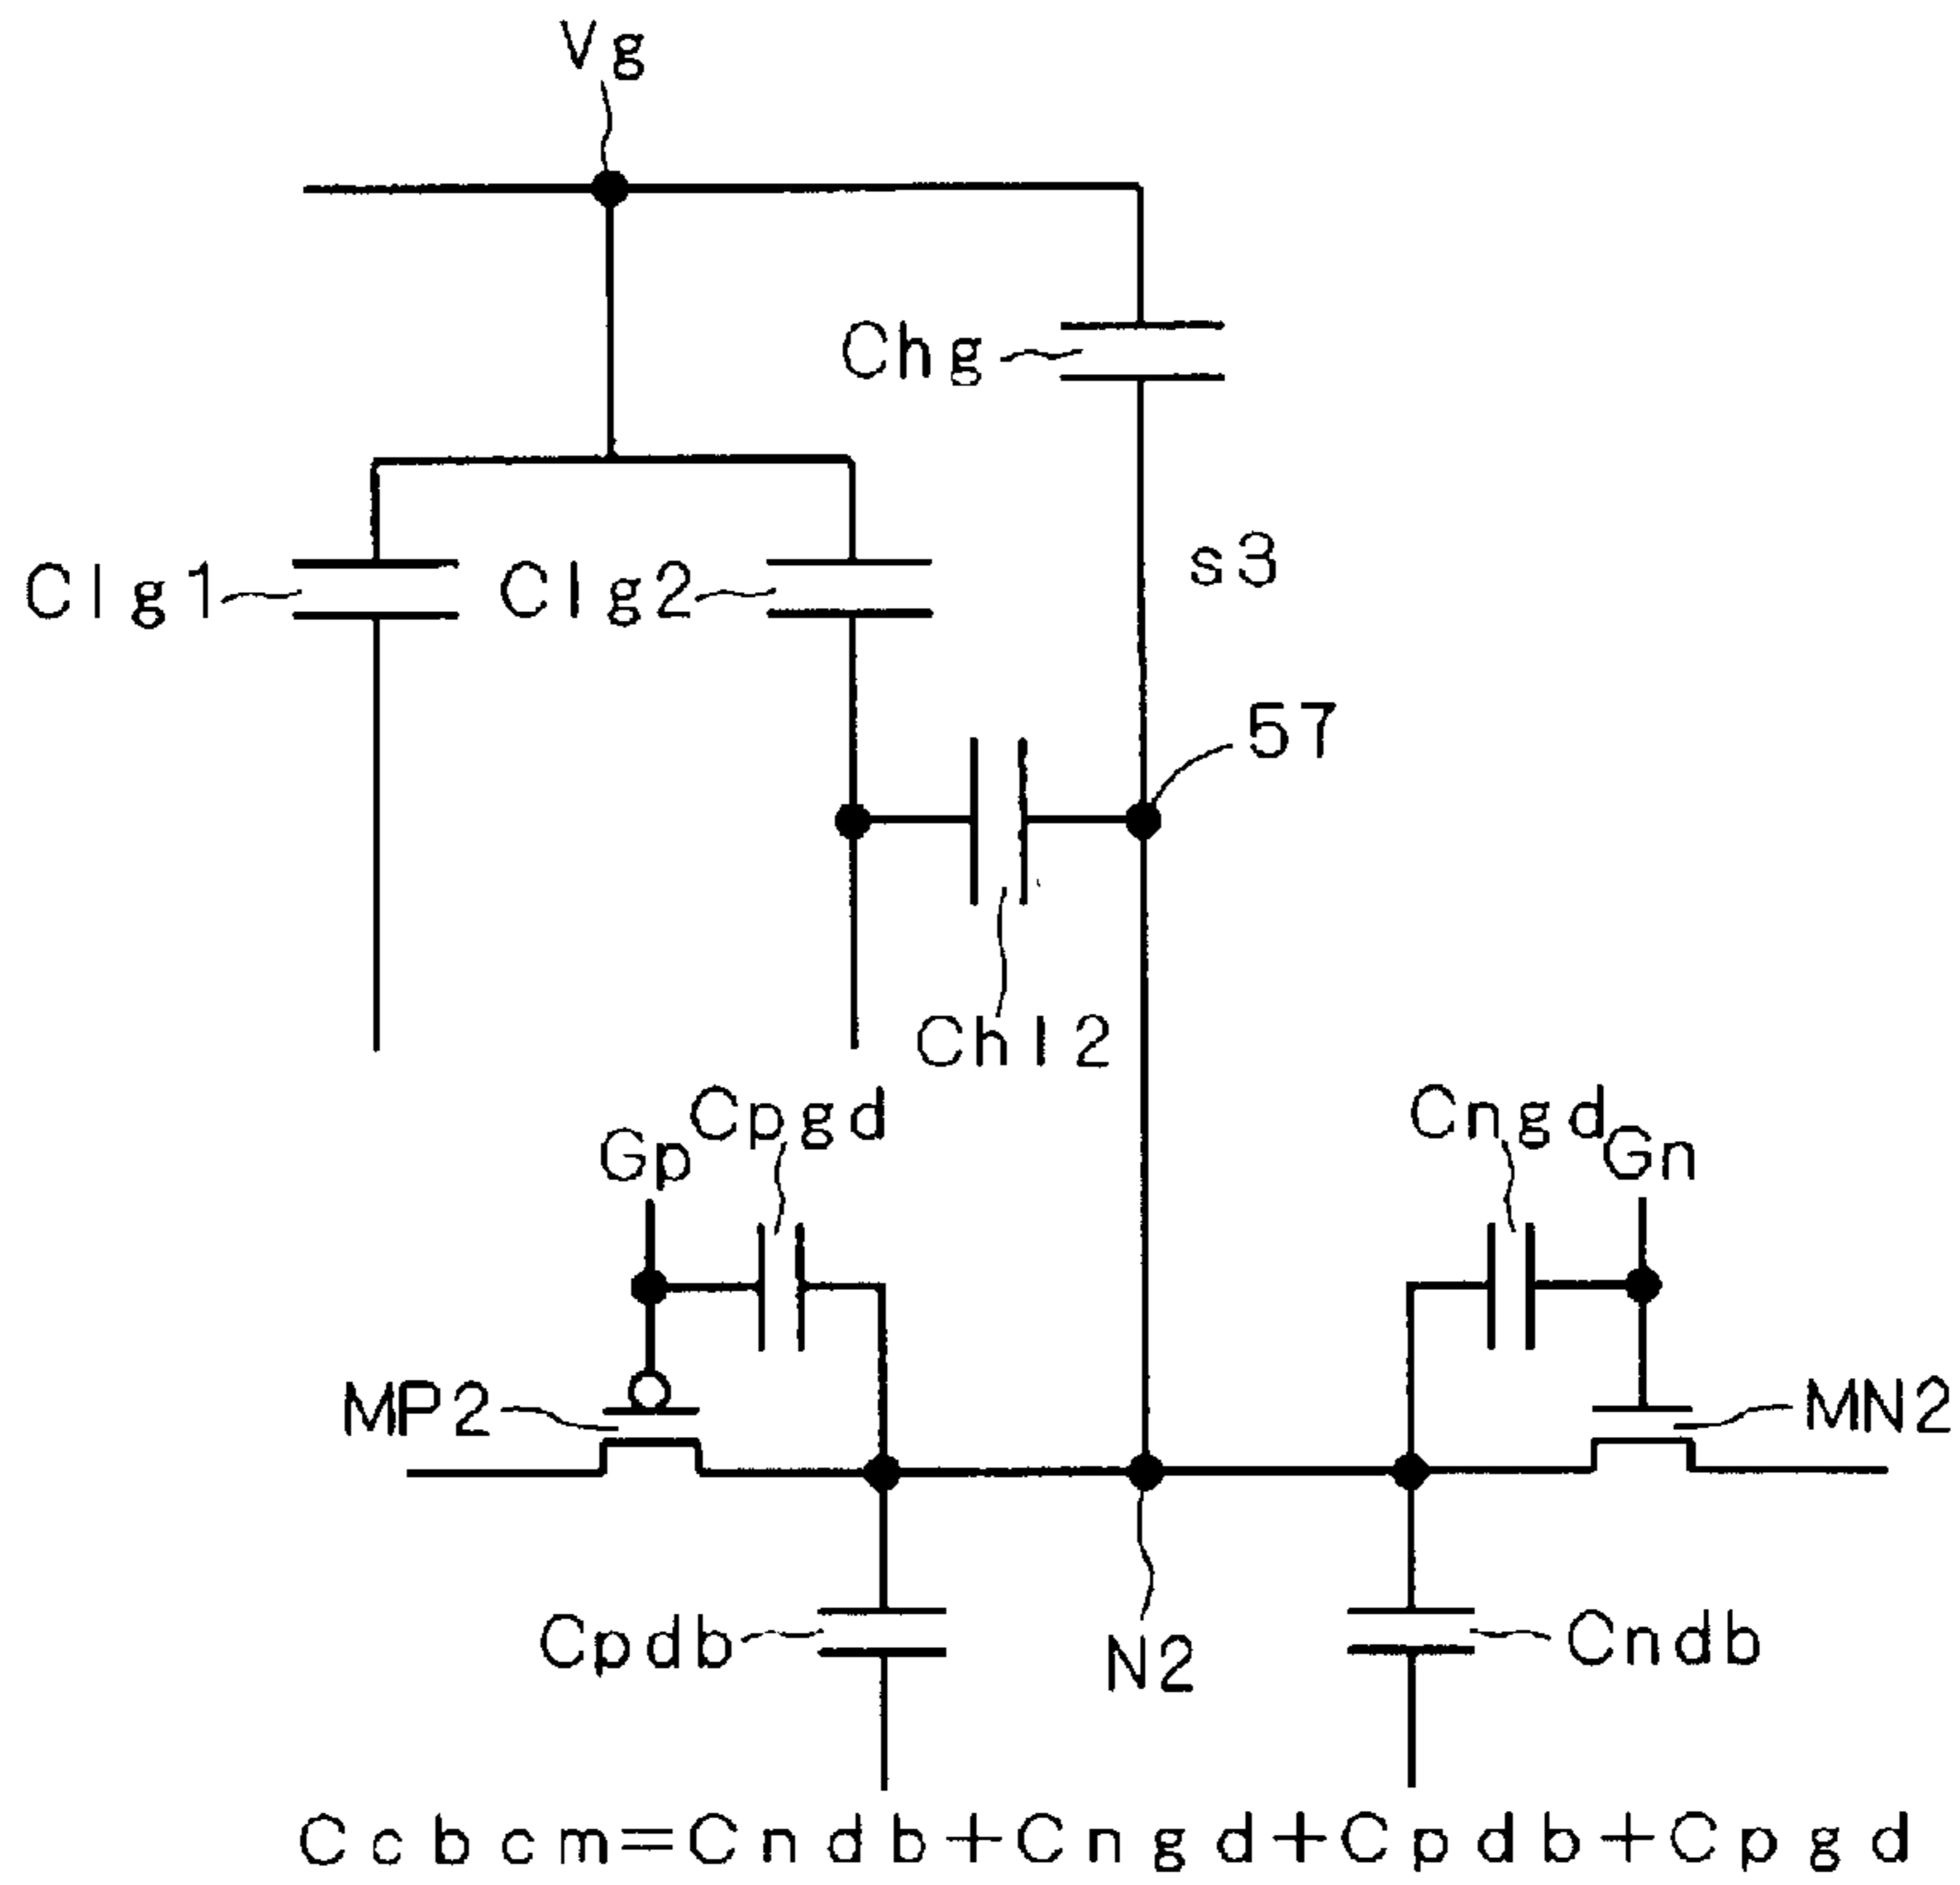 Vg
Chg
Clg1
Clg2
s3
57
Chl2
Cpgd
Cngd
Gp
Gn
MP2
MN2
Cpdb
N2
Cndb
Ccbcm=Cndb+Cngd+Cpdb+Cpgd